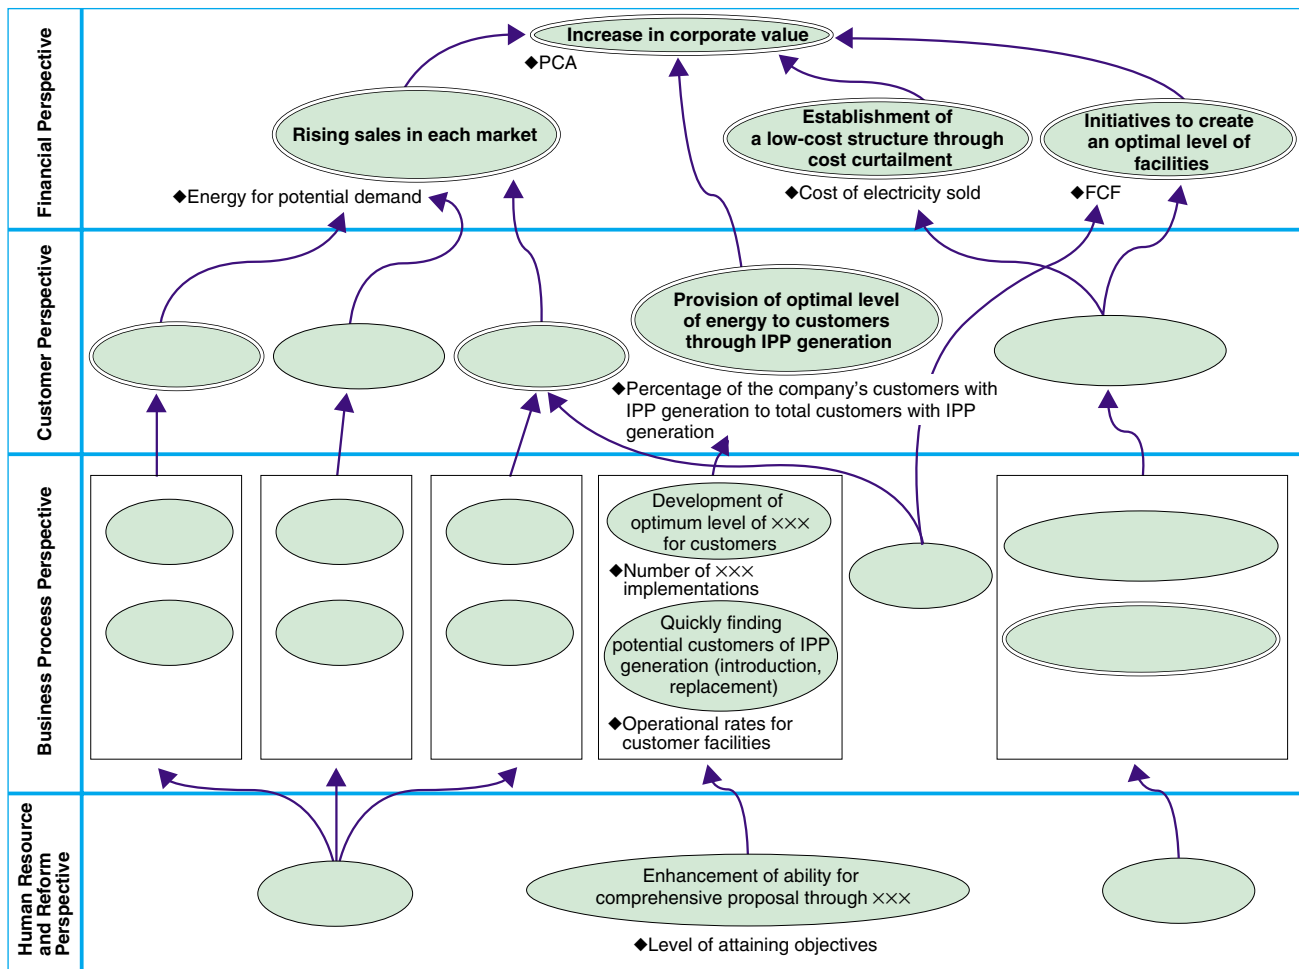 Financial Perspective
Increase in corporate value
◆PCA
Rising sales in each market
◆Energy for potential demand
Establishment of
a low-cost structure through
cost curtailment
◆Cost of electricity sold
Initiatives to create
an optimal level of
facilities
◆FCF
Customer Perspective
Provision of optimal level
of energy to customers
through IPP generation
◆Percentage of the company's customers with
IPP generation to total customers with IPP
generation
Business Process Perspective
Development of
optimum level of ×××
for customers
◆Number of ×××
implementations
Quickly finding
potential customers of IPP
generation (introduction,
replacement)
◆Operational rates for
customer facilities
Human Resource
and Reform
Perspective
Enhancement of ability for
comprehensive proposal through ×××
◆Level of attaining objectives